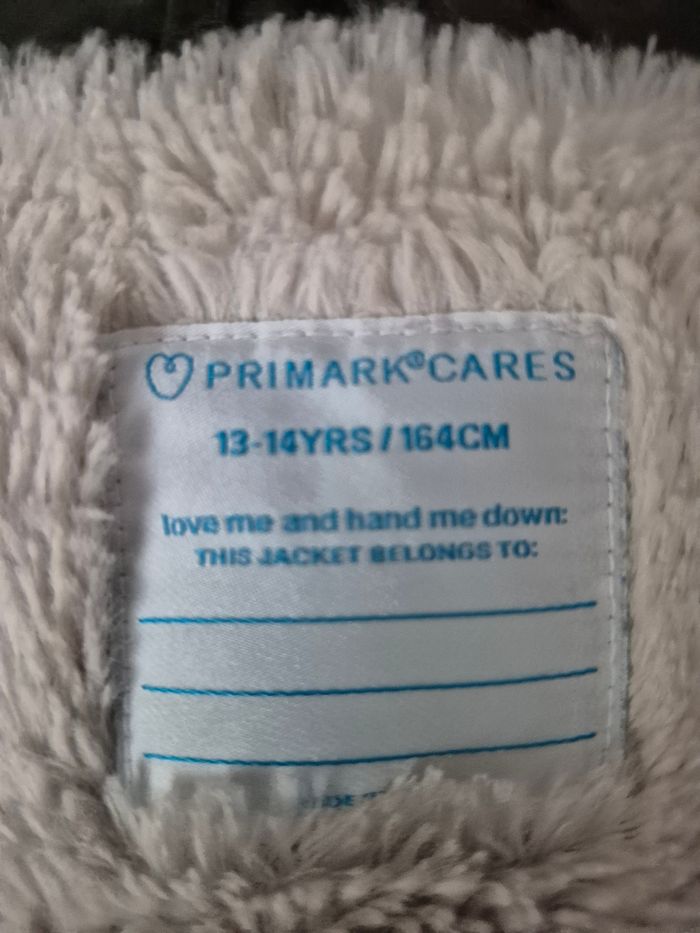 PRIMARK®CARES
13-14YRS / 164CM
love me and hand me down:
THIS JACKET BELONGS TO: